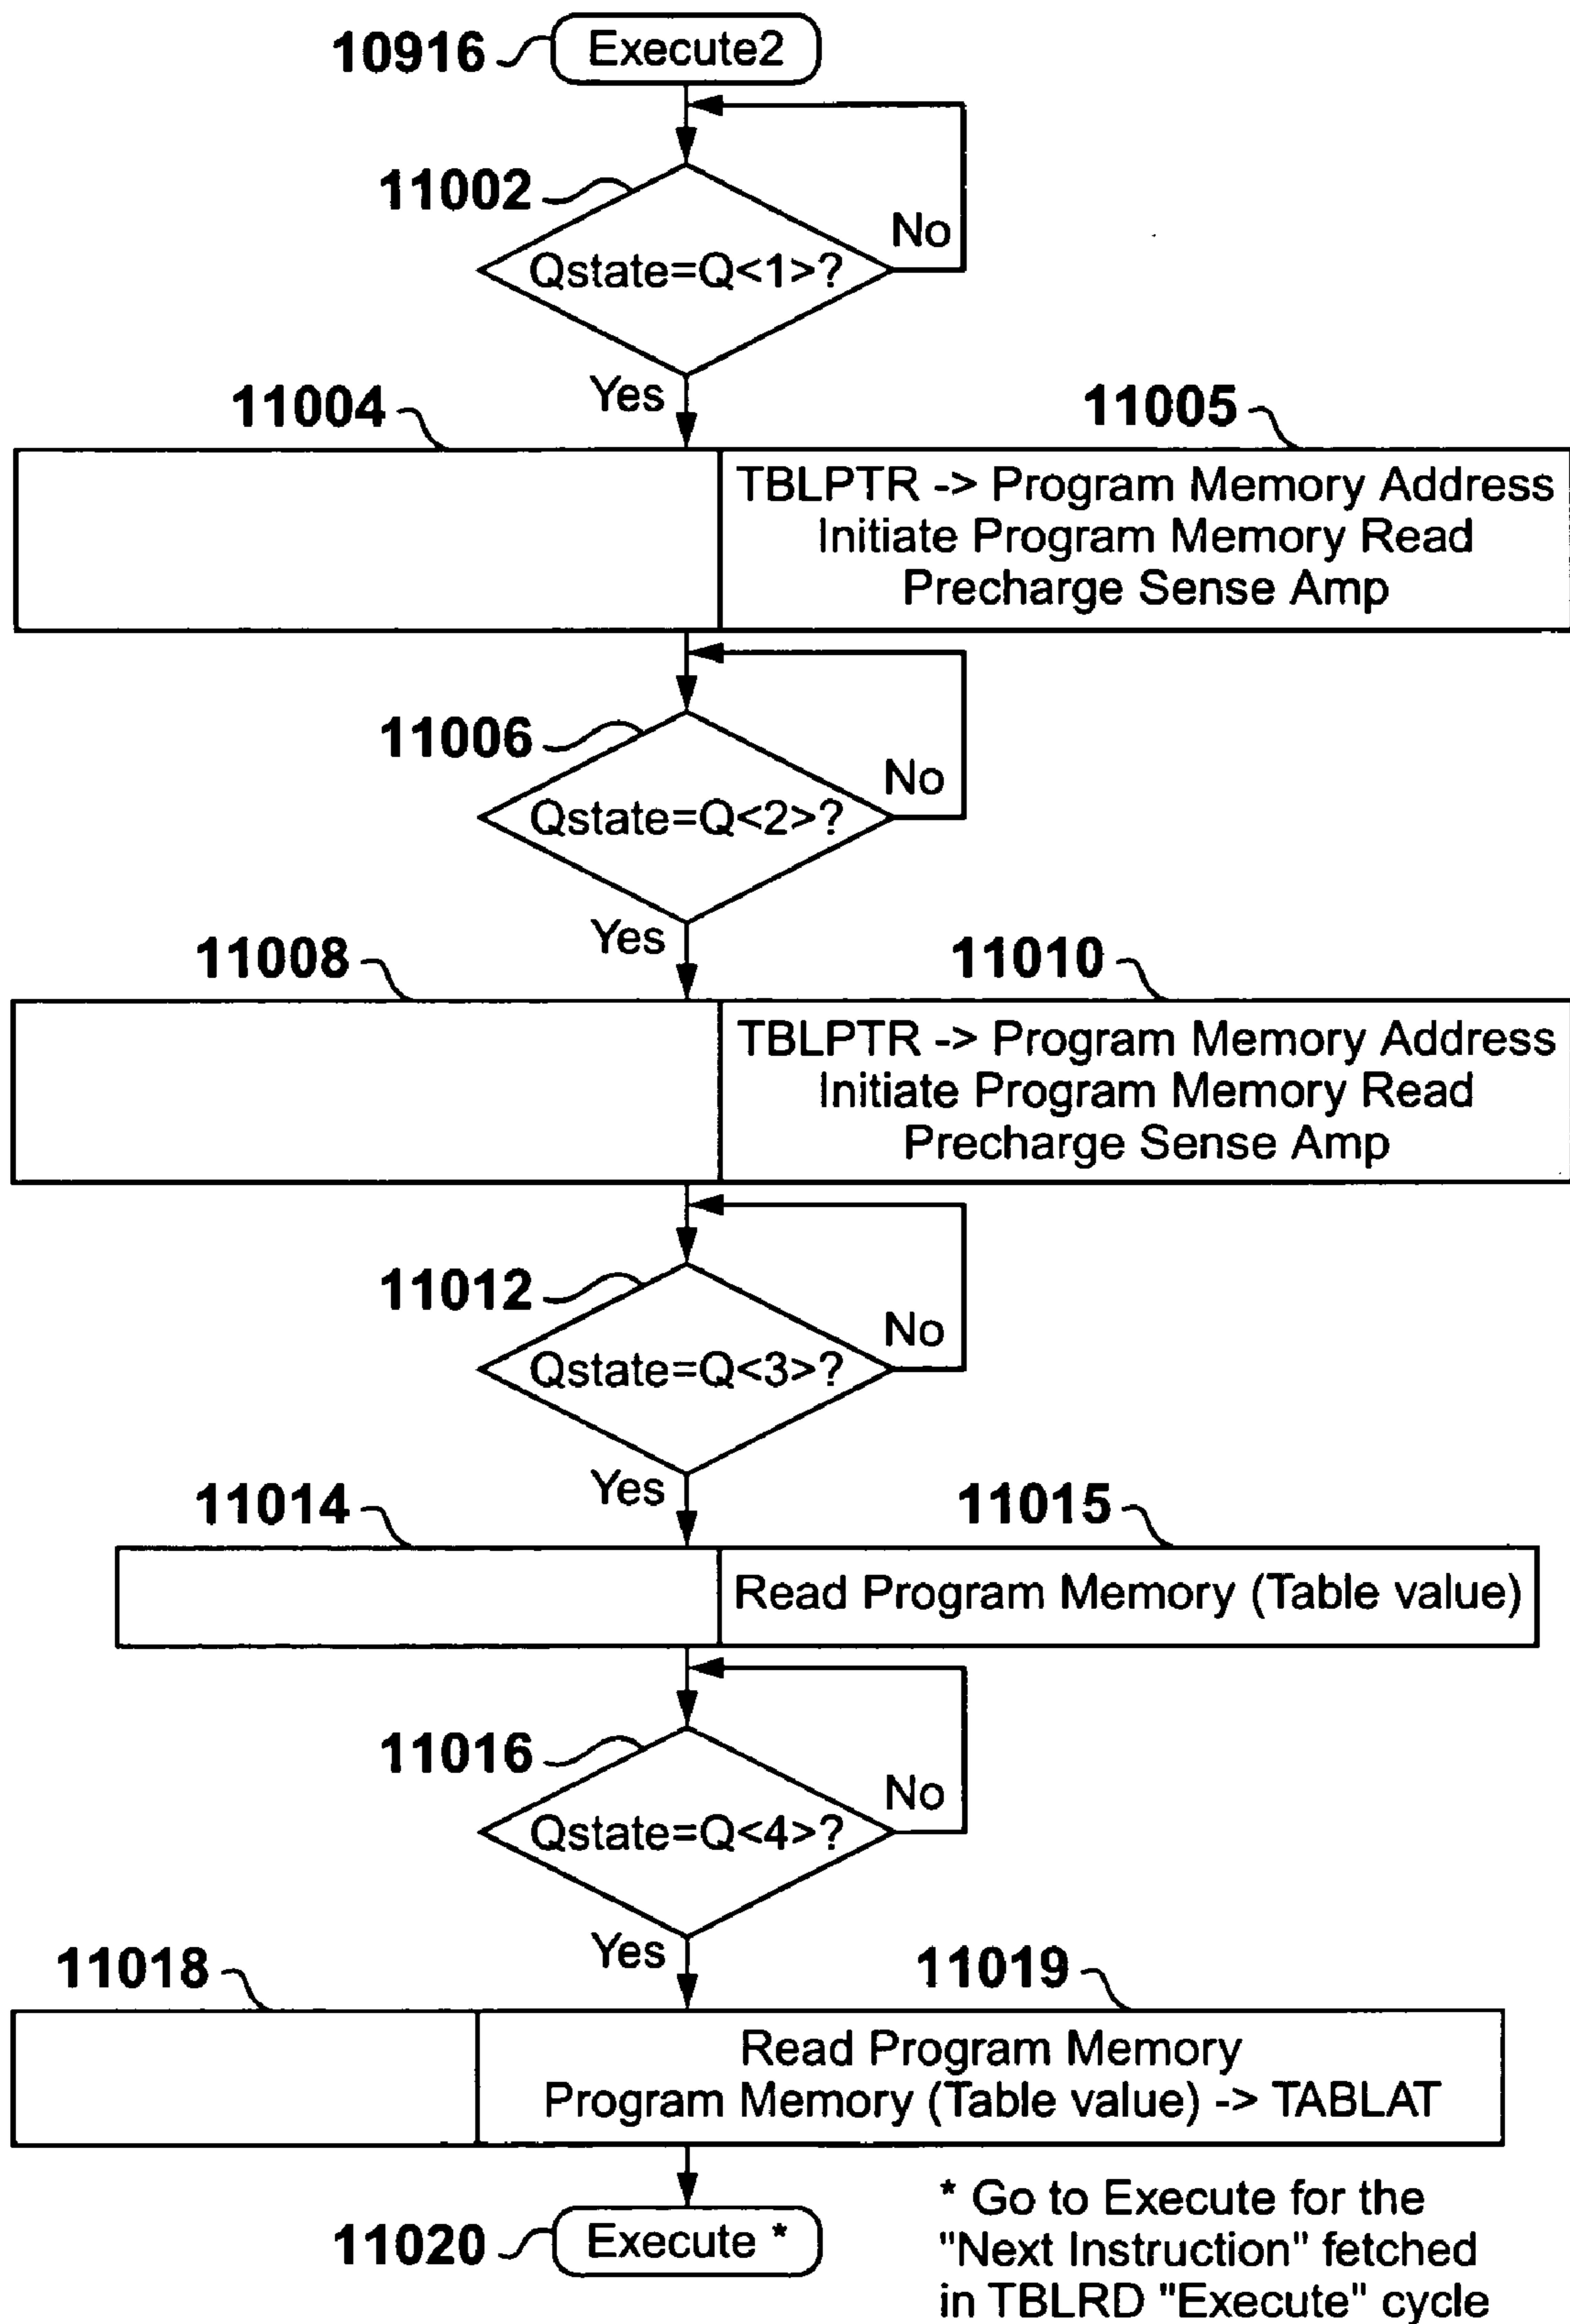 10916 Execute2
11002
No
Qstate=Q<1>?
Yes
11004 11005
TBLPTR -> Program Memory Address
Initiate Program Memory Read
Precharge Sense Amp
11006
No
Qstate=Q<2>?
Yes
11008 11010
TBLPTR -> Program Memory Address
Initiate Program Memory Read
Precharge Sense Amp
11012
No
Qstate=Q<3>?
Yes
11014 11015
Read Program Memory (Table value)
11016
No
Qstate=Q<4>?
Yes
11018 11019
Read Program Memory
Program Memory (Table value) -> TABLAT
11020 Execute *
* Go to Execute for the
"Next Instruction" fetched
in TBLRD "Execute" cycle